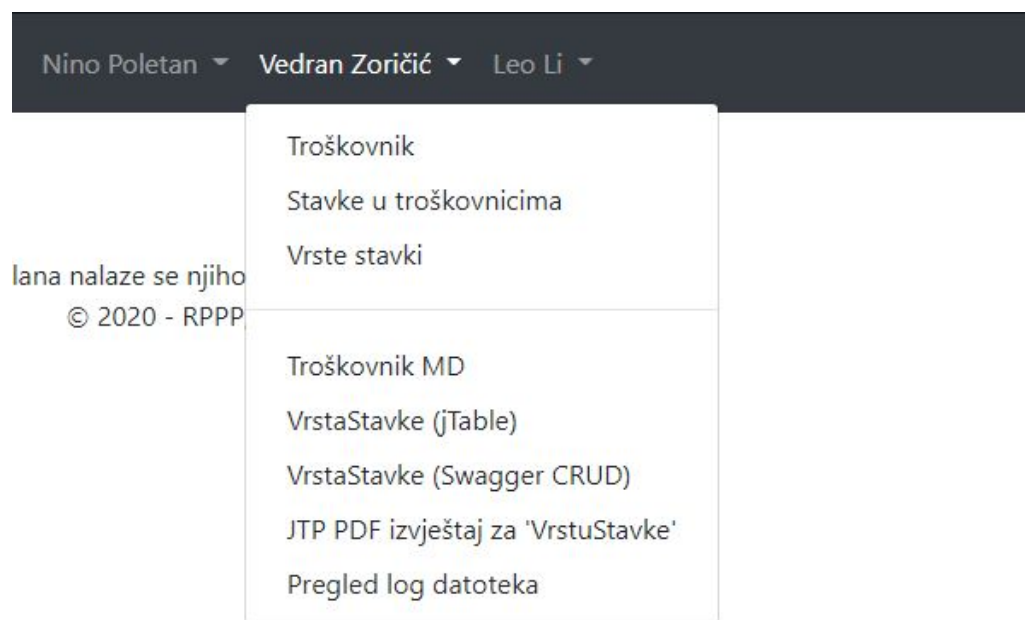 Nino Poletan Vedran Zoričić Leo Li
Troškovnik
Stavke u troškovnicima
Vrste stavki
lana nalaze se njiho
© 2020 - RPPP
Troškovnik MD
VrstaStavke (jTable)
VrstaStavke (Swagger CRUD)
JTP PDF izvještaj za 'VrstuStavke'
Pregled log datoteka